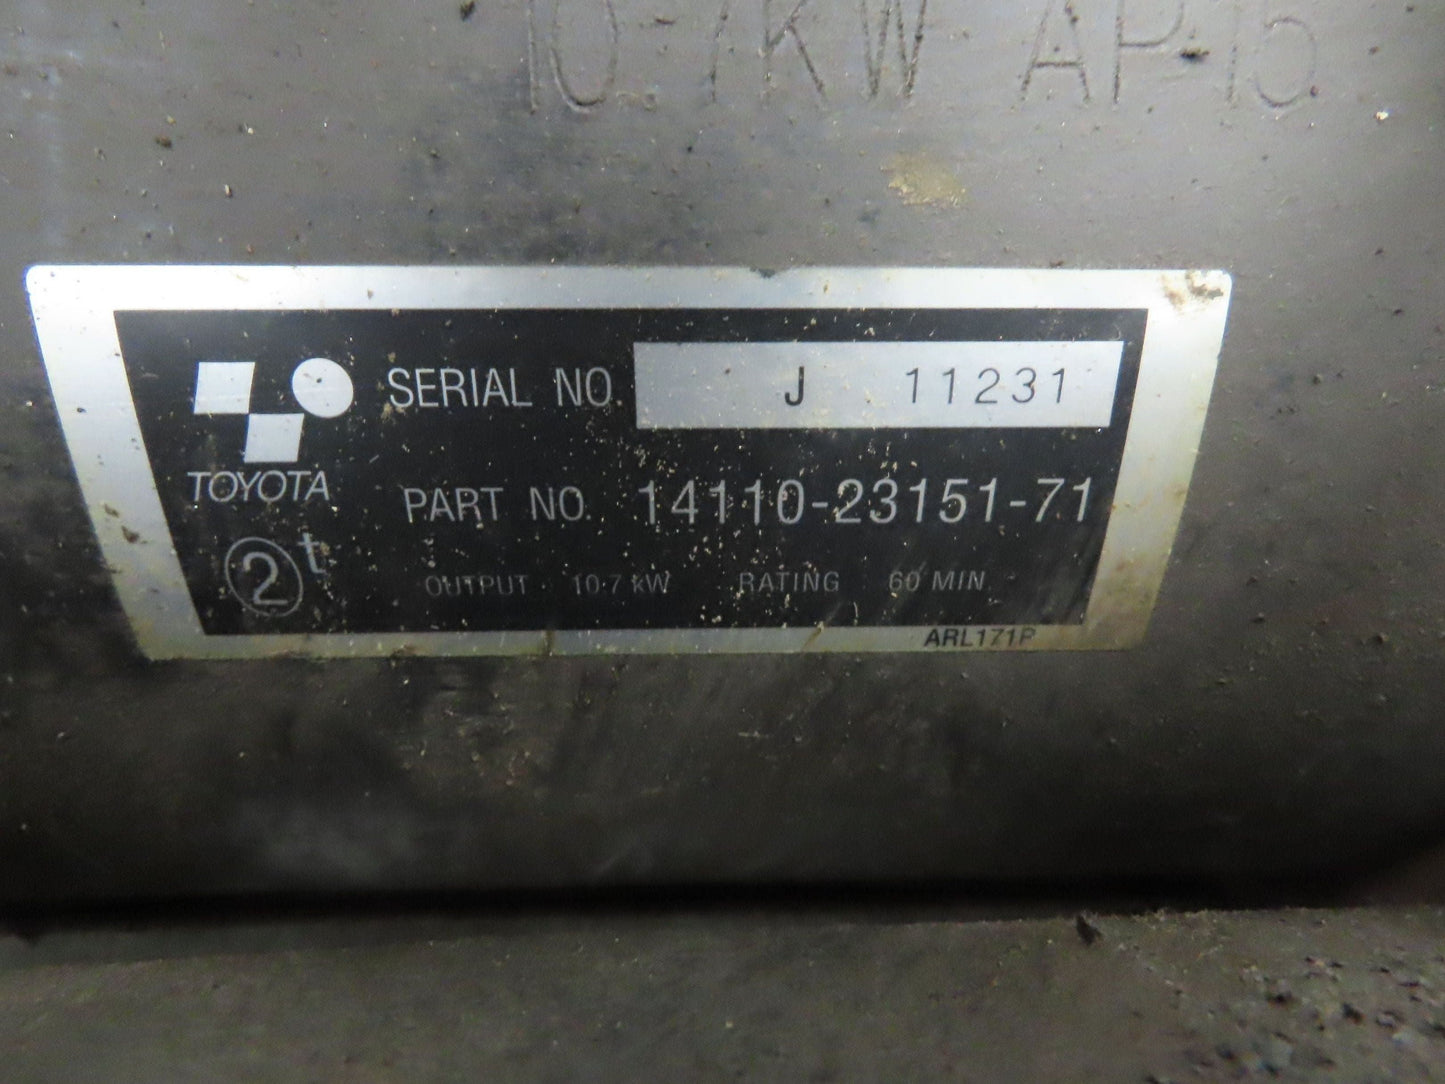 10.7KW AP15
SERIAL NO. J 11231
TOYOTA
PART NO. 14110-23151-71
2t
OUTPUT 10.7 kW RATING 60 MIN
ARL171P